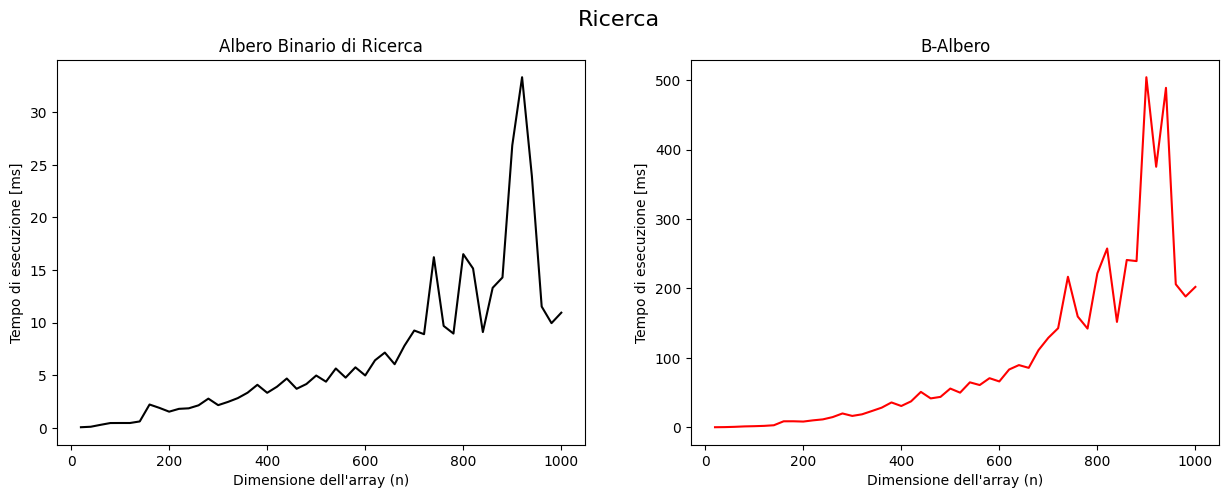 Ricerca
Albero Binario di Ricerca
Tempo di esecuzione [ms]
30
25
20
15
10
5
0
0 200 400 600 800 1000
Dimensione dell'array (n)
B-Albero
Tempo di esecuzione [ms]
500
400
300
200
100
0
0 200 400 600 800 1000
Dimensione dell'array (n)